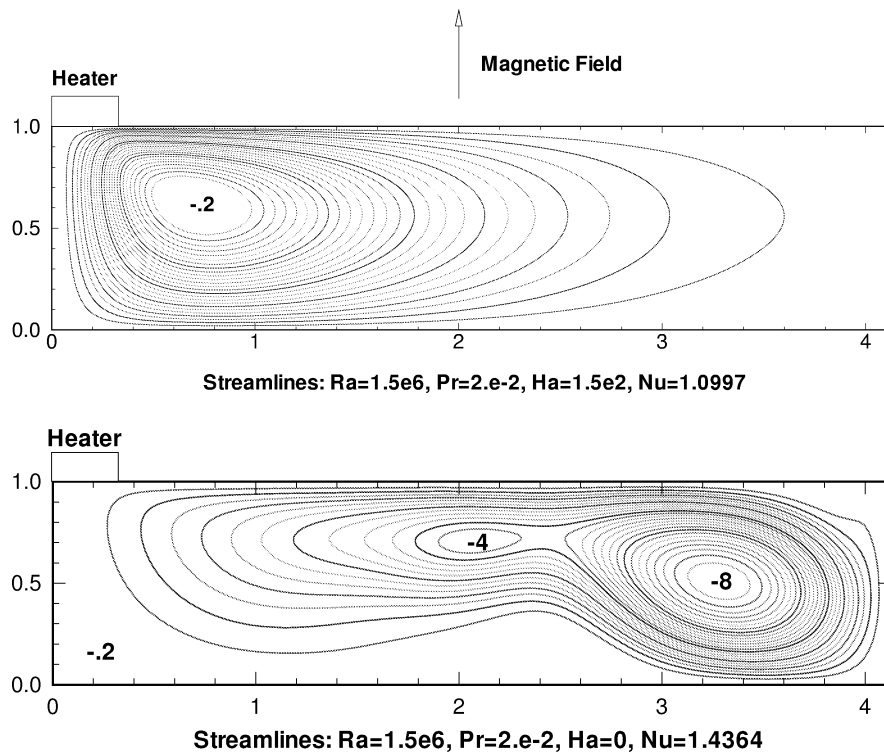 Magnetic Field
Heater
1.0
-.2
0.5
0.0
0 1 2 3 4
Streamlines: Ra=1.5e6, Pr=2.e-2, Ha=1.5e2, Nu=1.0997
Heater
1.0
-4
0.5 -8
-.2
0.0
0 1 2 3 4
Streamlines: Ra=1.5e6, Pr=2.e-2, Ha=0, Nu=1.4364